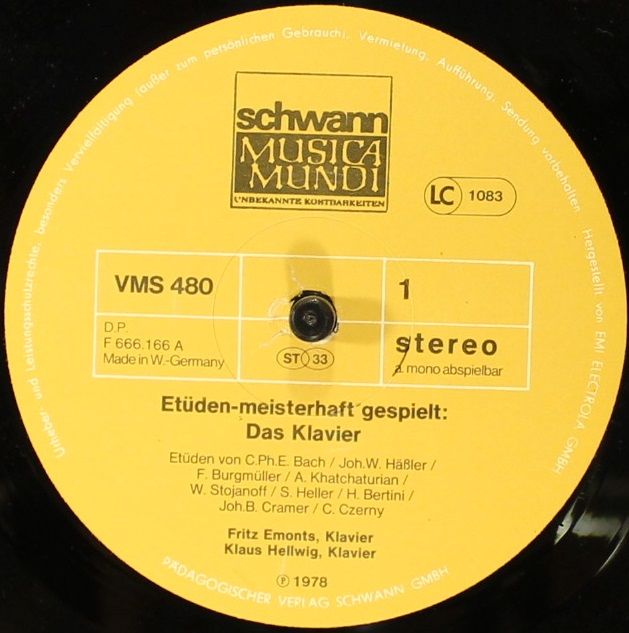 Urheber- und Leistungsschutzrechte, besonders Vervielfältigung (außer zum persönlichen Gebrauch), Vermietung, Aufführung, Sendung vorbehalten. Hergestellt von EMI ELECTROLA GMBH
schwann
MUSICA
MUNDI
UNBEKANNTE KOSTBARKEITEN
LC 1083
VMS 480
1
D.P.
F 666.166 A
Made in W.-Germany
ST 33
stereo
a. mono abspielbar
Etüden-meisterhaft gespielt:
Das Klavier
Etüden von C.Ph.E. Bach / Joh.W. Häßler /
F. Burgmüller / A. Khatchaturian /
W. Stojanoff / S. Heller / H. Bertini /
Joh.B. Cramer / C. Czerny
Fritz Emonts, Klavier
Klaus Hellwig, Klavier
Ⓟ 1978
PÄDAGOGISCHER VERLAG SCHWANN GMBH